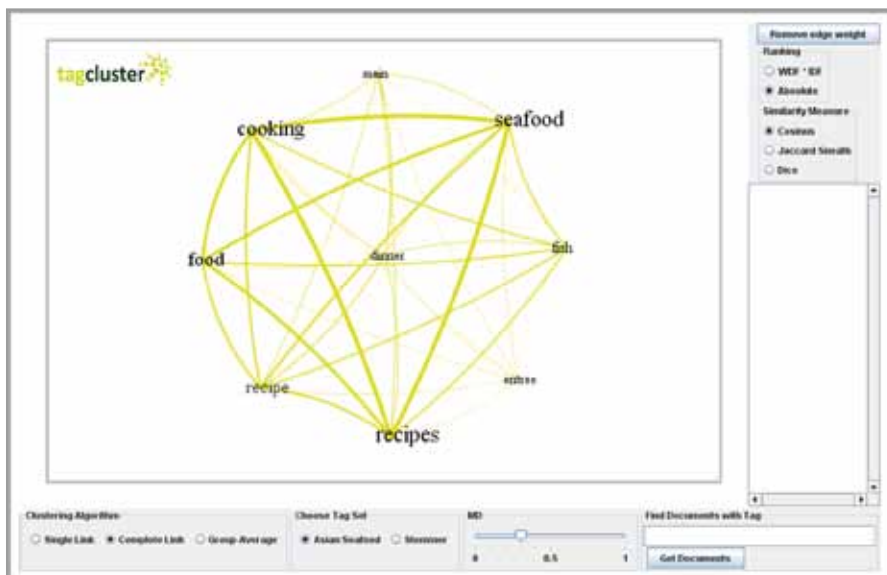 Remove edge weight
tagcluster
Ranking
WDF * IDF
Absolute
main
cooking
seafood
Similarity Measure
Cosinus
Jaccard Sneath
Dice
food
dinner
fish
recipe
entree
recipes
Clustering Algorithm
Single Link
Complete Link
Group-Average
Choose Tag Set
Asian Seafood
MD
0
0.5
1
Find Documents with Tag
Get Documents